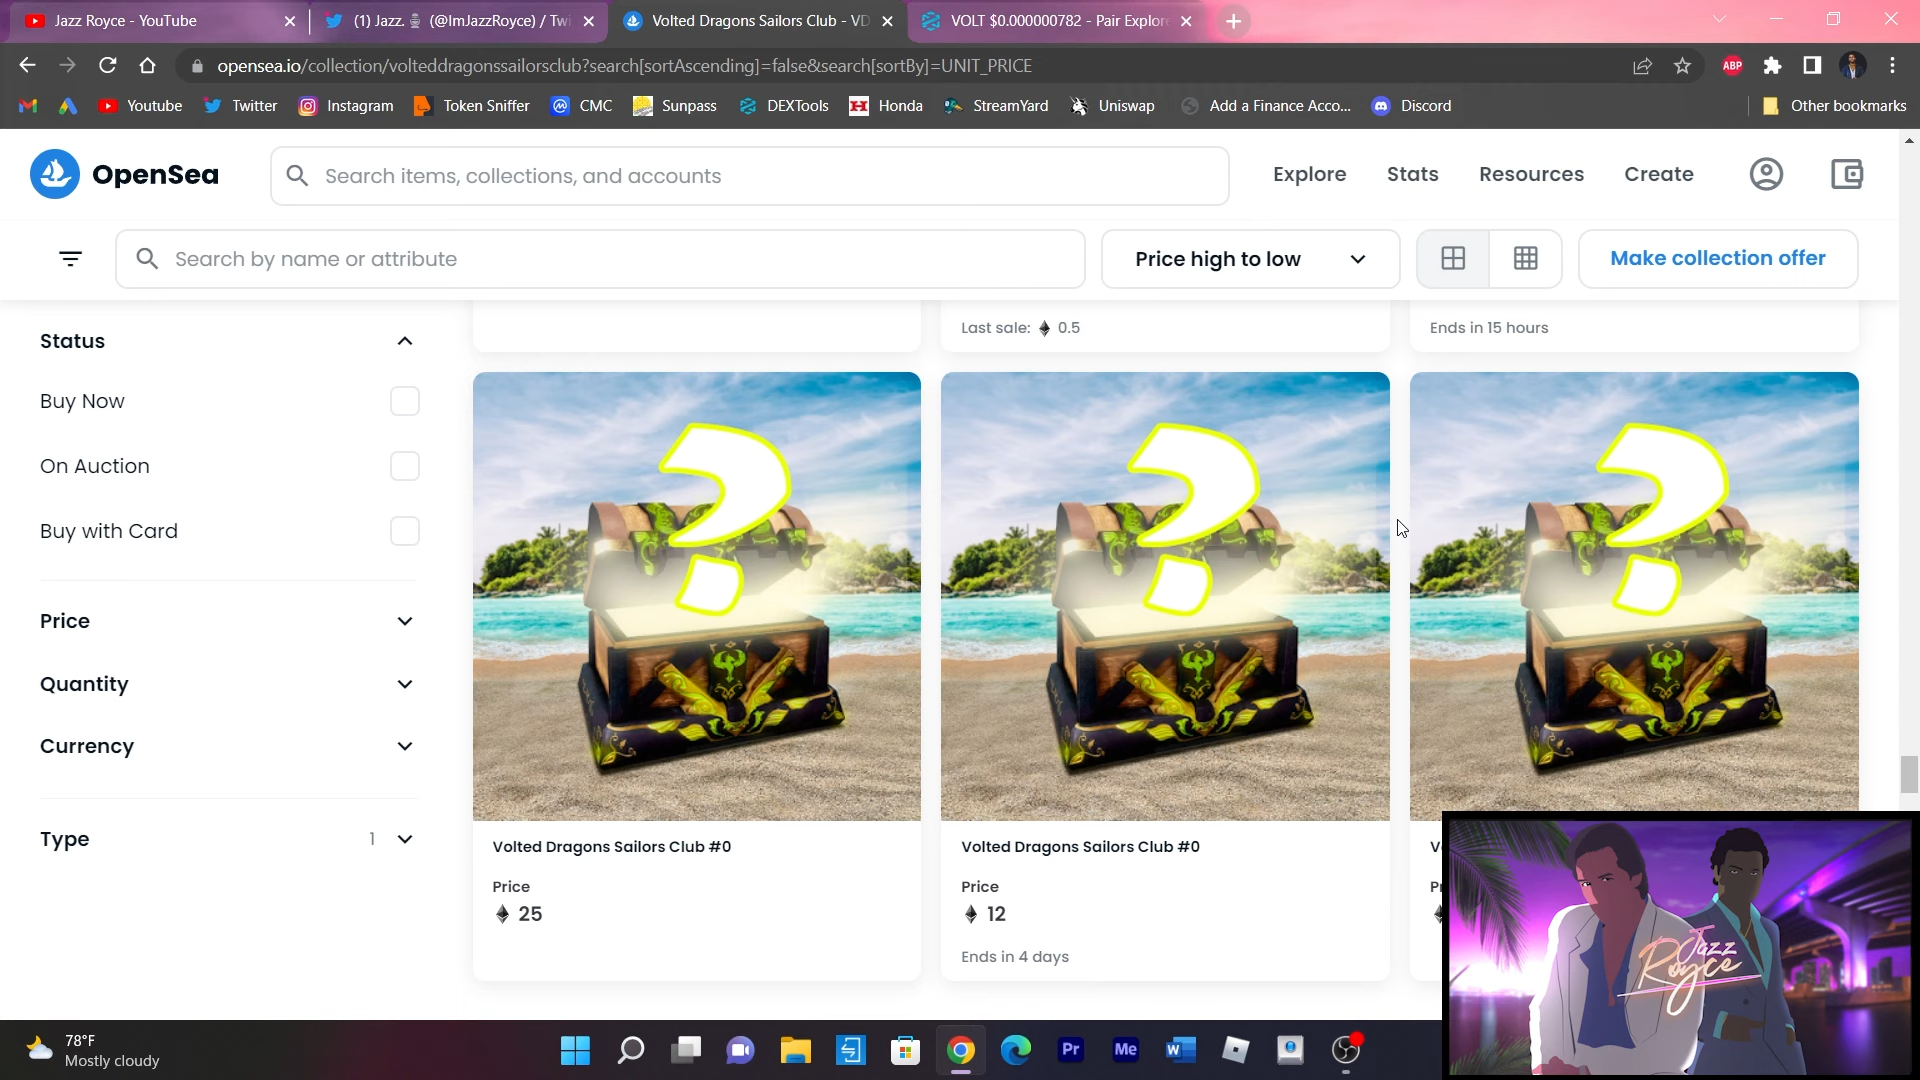 Jazz Royce - YouTube
(1) Jazz. (@ImJazzRoyce) / Twi
Volted Dragons Sailors Club - VD
VOLT $0.000000782 - Pair Explor
opensea.io/collection/volteddragonssailorsclub?search[sortAscending]=false&search[sortBy]=UNIT_PRICE
ABP
Youtube
Twitter
Instagram
Token Sniffer
CMC
Sunpass
DEXTools
Honda
StreamYard
Uniswap
Add a Finance Acco...
Discord
Other bookmarks
OpenSea
Search items, collections, and accounts
Explore
Stats
Resources
Create
Search by name or attribute
Price high to low
Make collection offer
Status
Buy Now
On Auction
Buy with Card
Price
Quantity
Currency
Type
1
Last sale: 0.5
Ends in 15 hours
?
?
?
Volted Dragons Sailors Club #0
Price
25
Volted Dragons Sailors Club #0
Price
12
Ends in 4 days
Jazz
Royce
78°F
Mostly cloudy
Pr
Me
W